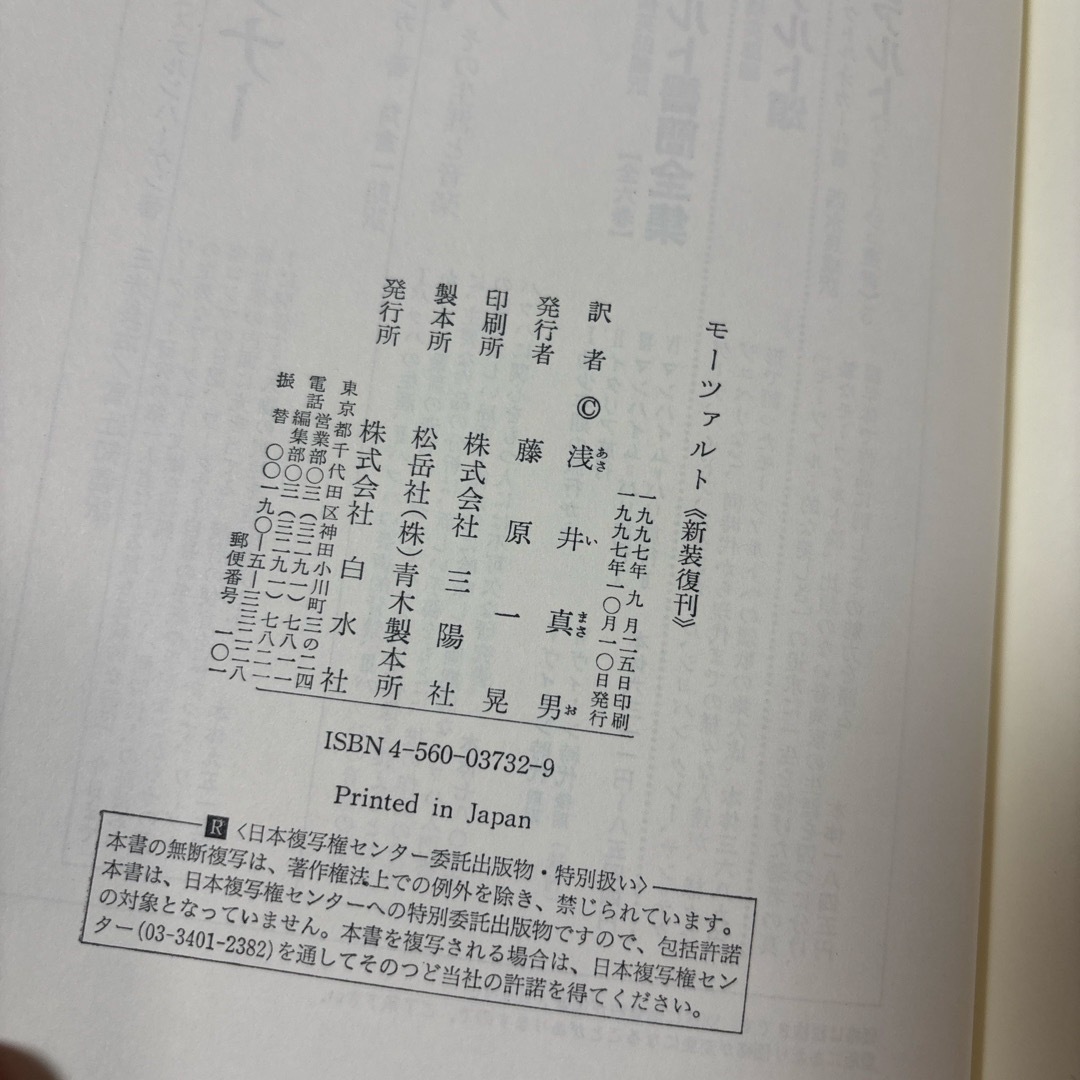 モーツァルト《新装復刊》
一九九七年 九 月二五日印刷
一九九七年一〇月一〇日発行
訳者 © 浅井真男
あさ い まさ お
発行者 藤原一晃
印刷所 株式会社三陽社
製本所 松岳社(株)青木製本所
発行所 株式会社白水社
東京都千代田区神田小川町三の二四
電話営業部〇三(三二九一)七八一一
編集部〇三(三二九一)七八二一
振替 〇〇一九〇―五―三三二二八
郵便番号 一〇一
ISBN 4-560-03732-9
Printed in Japan
R 〈日本複写権センター委託出版物・特別扱い〉
本書の無断複写は、著作権法上での例外を除き、禁じられています。
本書は、日本複写権センターへの特別委託出版物ですので、包括許諾
の対象となっていません。本書を複写される場合は、日本複写権セン
ター(03-3401-2382)を通してそのつど当社の許諾を得てください。